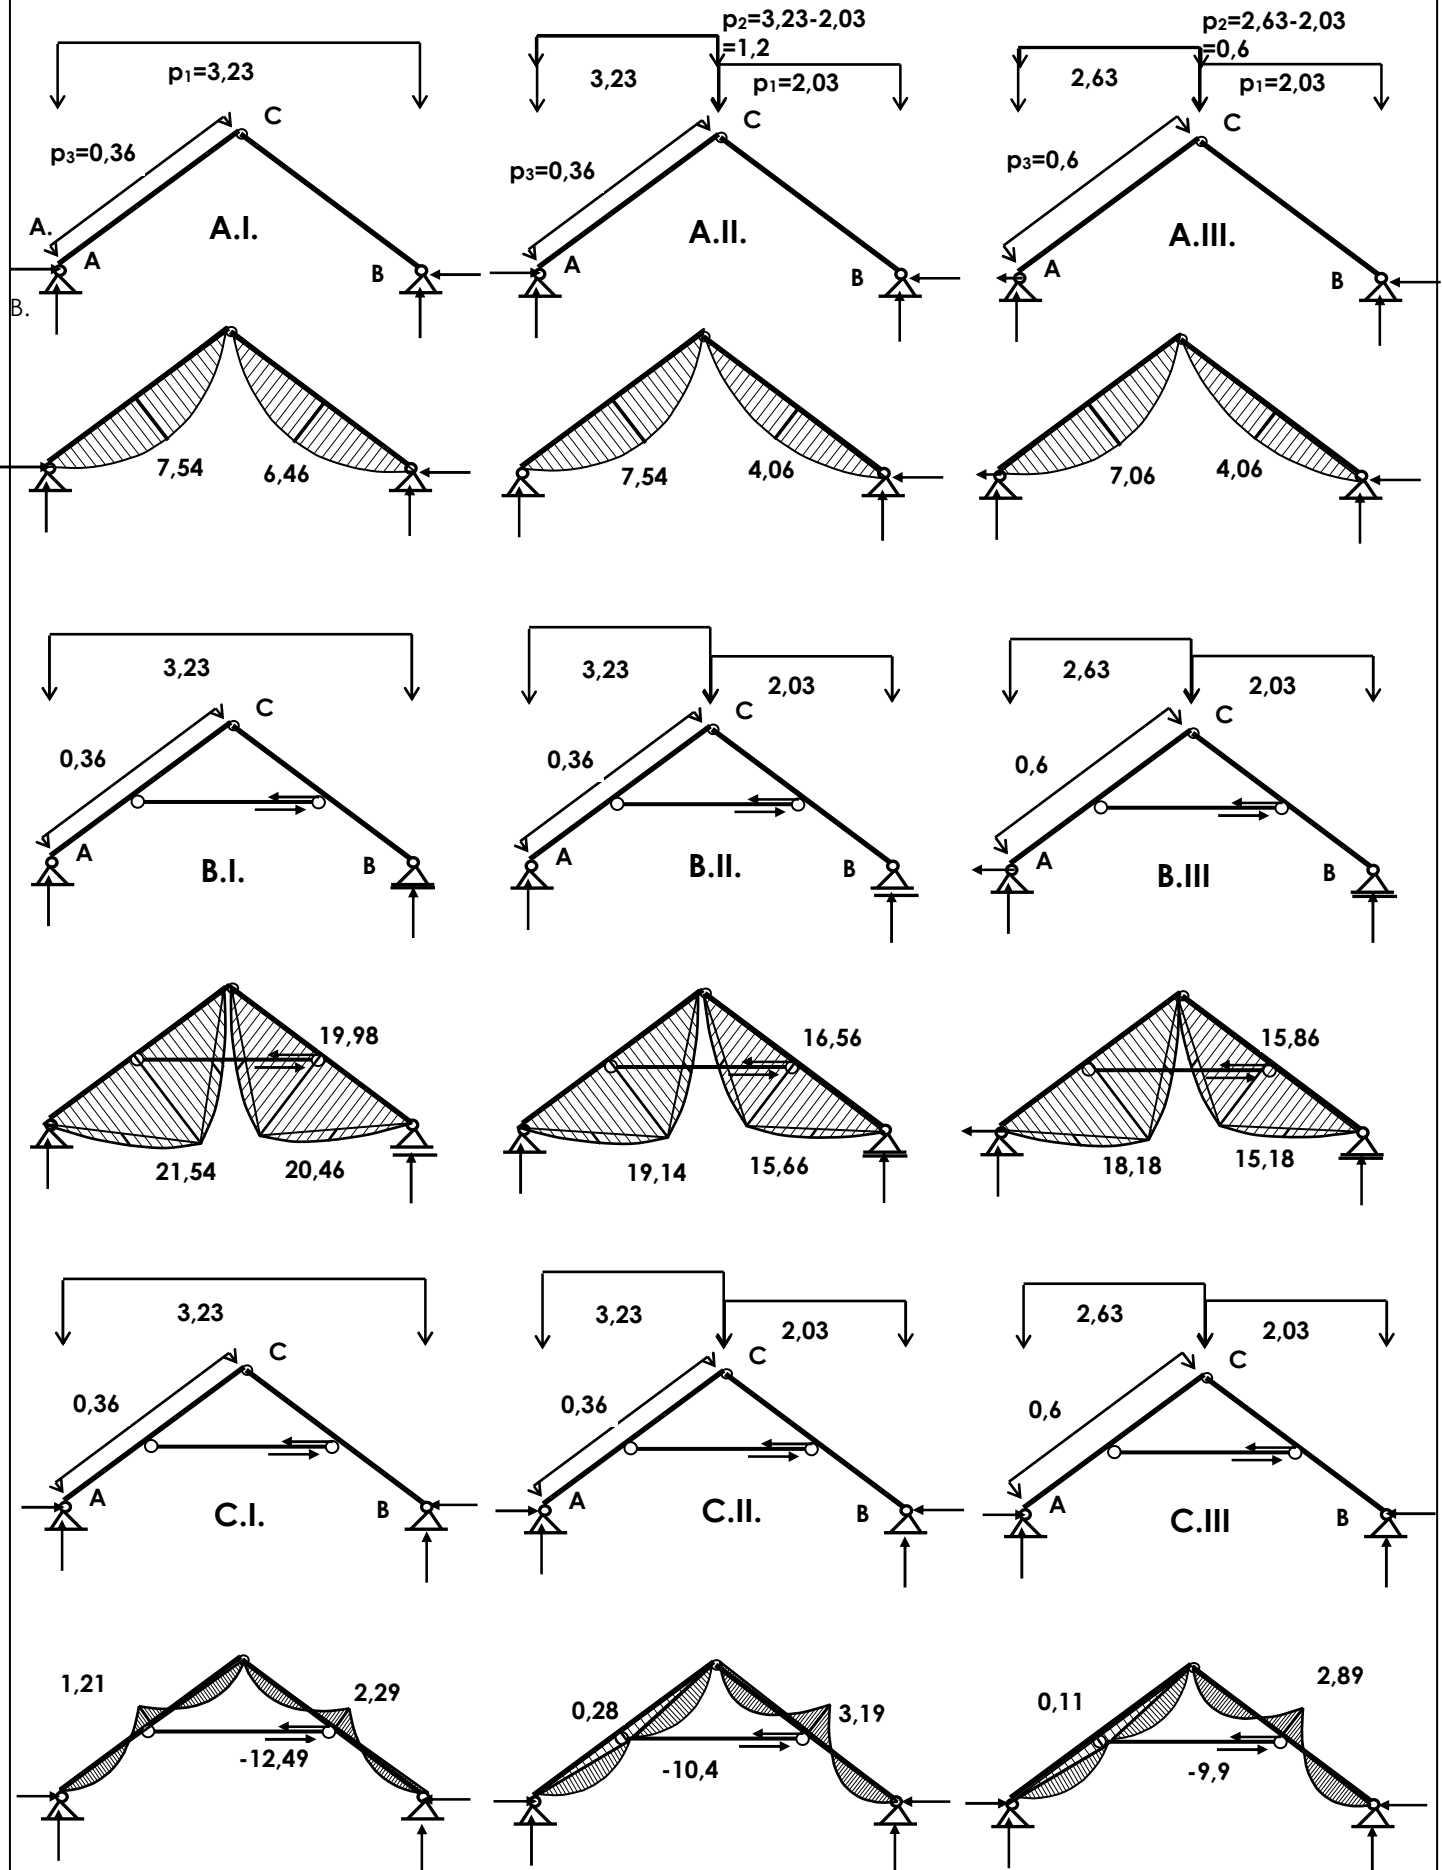 p₂=3,23-2,03
=1,2
p₂=2,63-2,03
=0,6
p₁=3,23
3,23
p₁=2,03
2,63
p₁=2,03
C
C
C
p₃=0,36
p₃=0,36
p₃=0,6
A.
A.I.
A.II.
A.III.
A
B
A
B
A
B
B.
7,54
6,46
7,54
4,06
7,06
4,06
3,23
3,23
2,03
2,63
2,03
C
C
C
0,36
0,36
0,6
A
B
A
B
A
B
B.I.
B.II.
B.III
19,98
16,56
15,86
21,54
20,46
19,14
15,66
18,18
15,18
3,23
3,23
2,03
2,63
2,03
C
C
C
0,36
0,36
0,6
A
B
A
B
A
B
C.I.
C.II.
C.III
1,21
2,29
0,28
3,19
0,11
2,89
-12,49
-10,4
-9,9